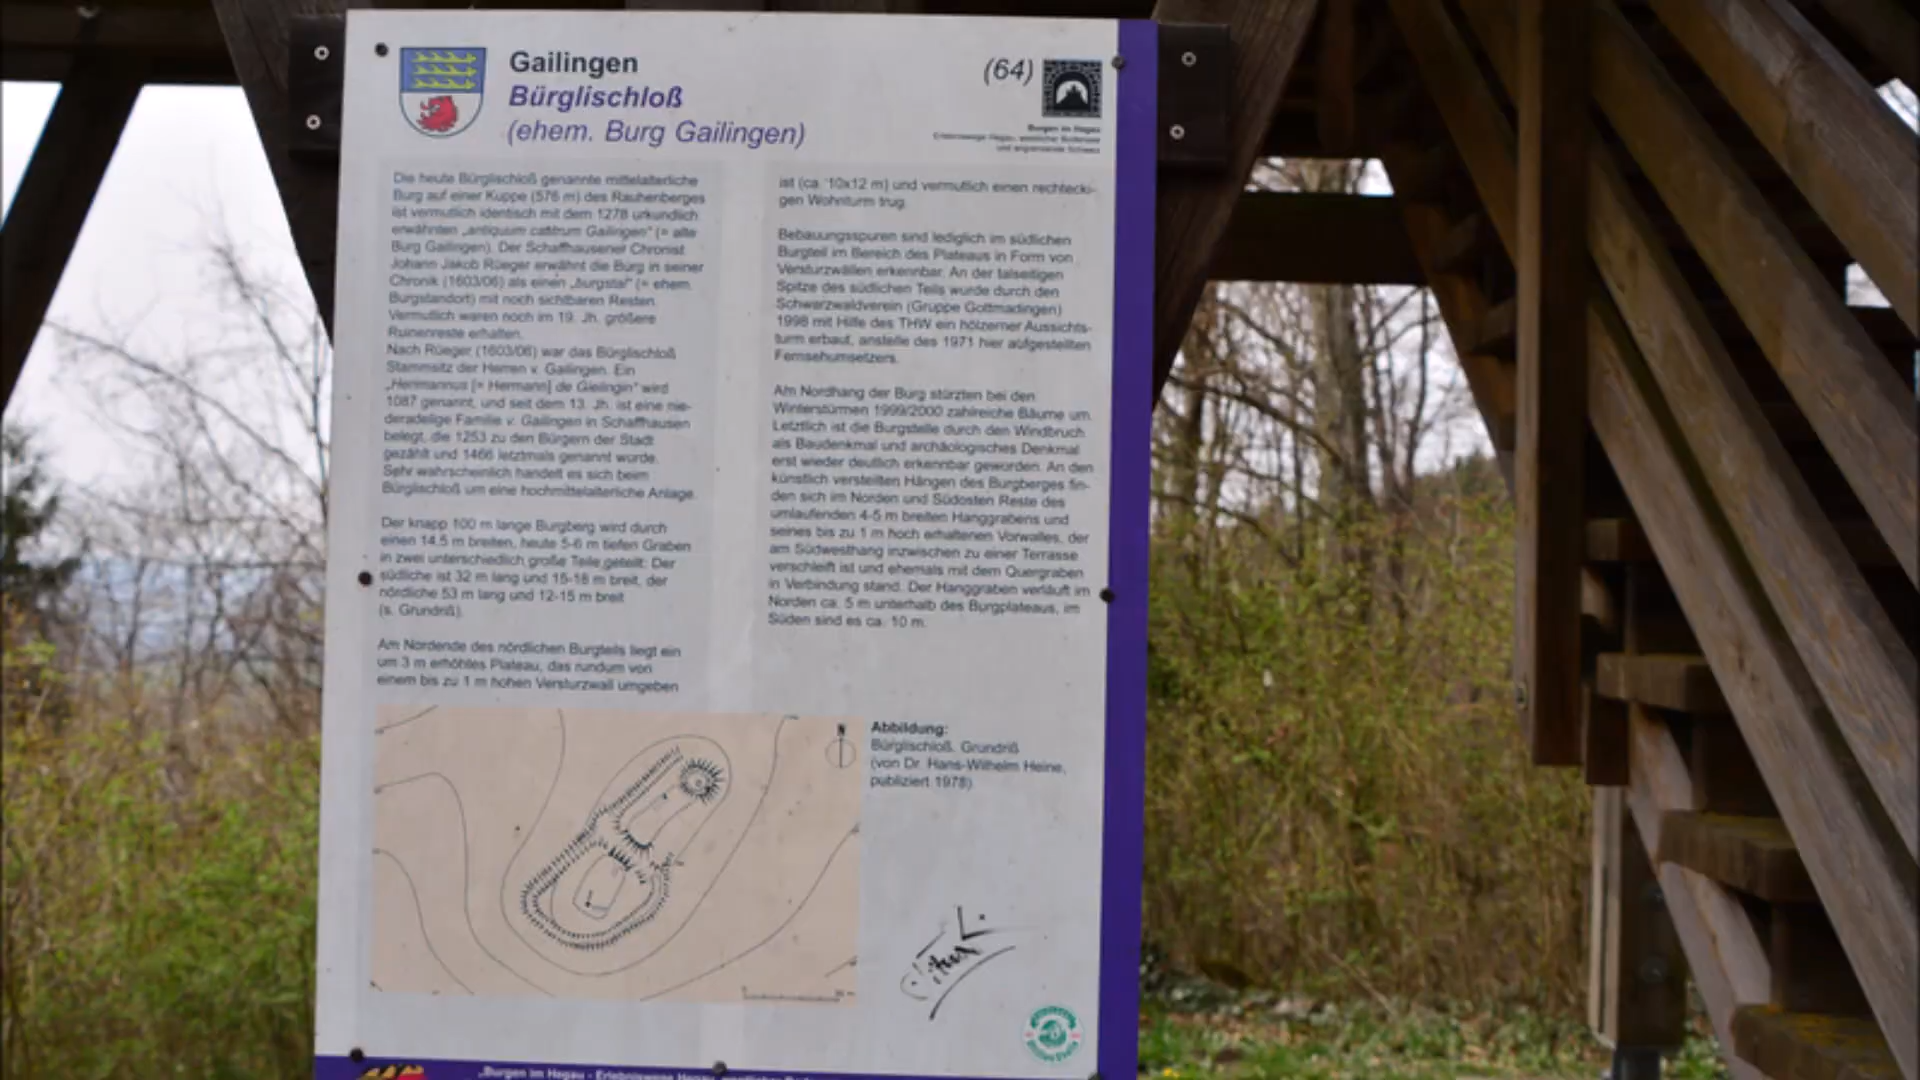 Gailingen
Bürglischloß
(ehem. Burg Gailingen)
(64)
Burgen im Hegau
Erlebniswege Hegau, westlicher Bodensee
und angrenzende Schweiz
Die heute Bürglischloß genannte mittelalterliche
Burg auf einer Kuppe (576 m) des Rauhenberges
ist vermutlich identisch mit dem 1278 urkundlich
erwähnten „antiquum castrum Gailingen" (= alte
Burg Gailingen). Der Schaffhausener Chronist
Johann Jakob Rüeger erwähnt die Burg in seiner
Chronik (1603/06) als einen „burgstal" (= ehem.
Burgstandort) mit noch sichtbaren Resten.
Vermutlich waren noch im 19. Jh. größere
Ruinenreste erhalten.
Nach Rüeger (1603/06) war das Bürglischloß
Stammsitz der Herren v. Gailingen. Ein
„Herimannus [= Hermann] de Gielingin" wird
1087 genannt, und seit dem 13. Jh. ist eine nie-
deradelige Familie v. Gailingen in Schaffhausen
belegt, die 1253 zu den Bürgern der Stadt
gezählt und 1466 letztmals genannt wurde.
Sehr wahrscheinlich handelt es sich beim
Bürglischloß um eine hochmittelalterliche Anlage.
Der knapp 100 m lange Burgberg wird durch
einen 14,5 m breiten, heute 5-6 m tiefen Graben
in zwei unterschiedlich große Teile geteilt: Der
südliche ist 32 m lang und 15-18 m breit, der
nördliche 53 m lang und 12-15 m breit
(s. Grundriß).
Am Nordende des nördlichen Burgteils liegt ein
um 3 m erhöhtes Plateau, das rundum von
einem bis zu 1 m hohen Versturzwall umgeben
ist (ca. 10x12 m) und vermutlich einen rechtecki-
gen Wohnturm trug.
Bebauungsspuren sind lediglich im südlichen
Burgteil im Bereich des Plateaus in Form von
Versturzwällen erkennbar. An der talseitigen
Spitze des südlichen Teils wurde durch den
Schwarzwaldverein (Gruppe Gottmadingen)
1998 mit Hilfe des THW ein hölzerner Aussichts-
turm erbaut, anstelle des 1971 hier aufgestellten
Fernsehumsetzers.
Am Nordhang der Burg stürzten bei den
Winterstürmen 1999/2000 zahlreiche Bäume um.
Letztlich ist die Burgstelle durch den Windbruch
als Baudenkmal und archäologisches Denkmal
erst wieder deutlich erkennbar geworden. An den
künstlich versteilten Hängen des Burgberges fin-
den sich im Norden und Südosten Reste des
umlaufenden 4-5 m breiten Hanggrabens und
seines bis zu 1 m hoch erhaltenen Vorwalles, der
am Südwesthang inzwischen zu einer Terrasse
verschleift ist und ehemals mit dem Quergraben
in Verbindung stand. Der Hanggraben verläuft im
Norden ca. 5 m unterhalb des Burgplateaus, im
Süden sind es ca. 10 m.
N
Abbildung:
Bürglischloß, Grundriß
(von Dr. Hans-Wilhelm Heine,
publiziert 1978)
„Burgen im Hegau - Erlebniswege Hegau,